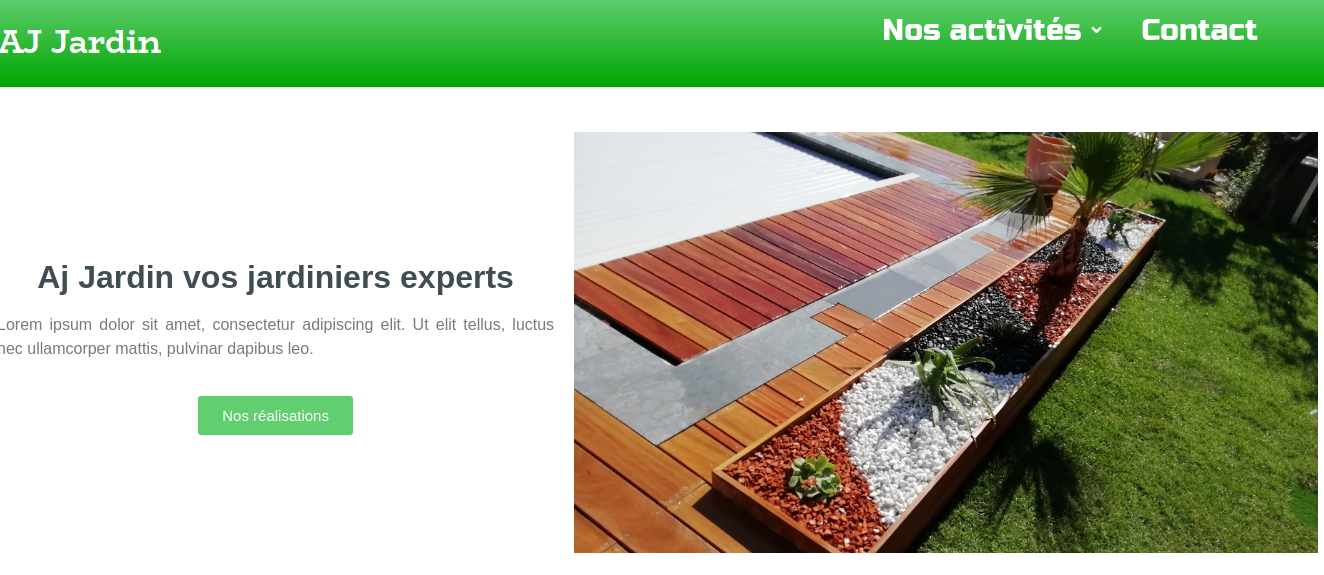 AJ Jardin
Nos activités
Contact
Aj Jardin vos jardiniers experts
Lorem ipsum dolor sit amet, consectetur adipiscing elit. Ut elit tellus, luctus
nec ullamcorper mattis, pulvinar dapibus leo.
Nos réalisations